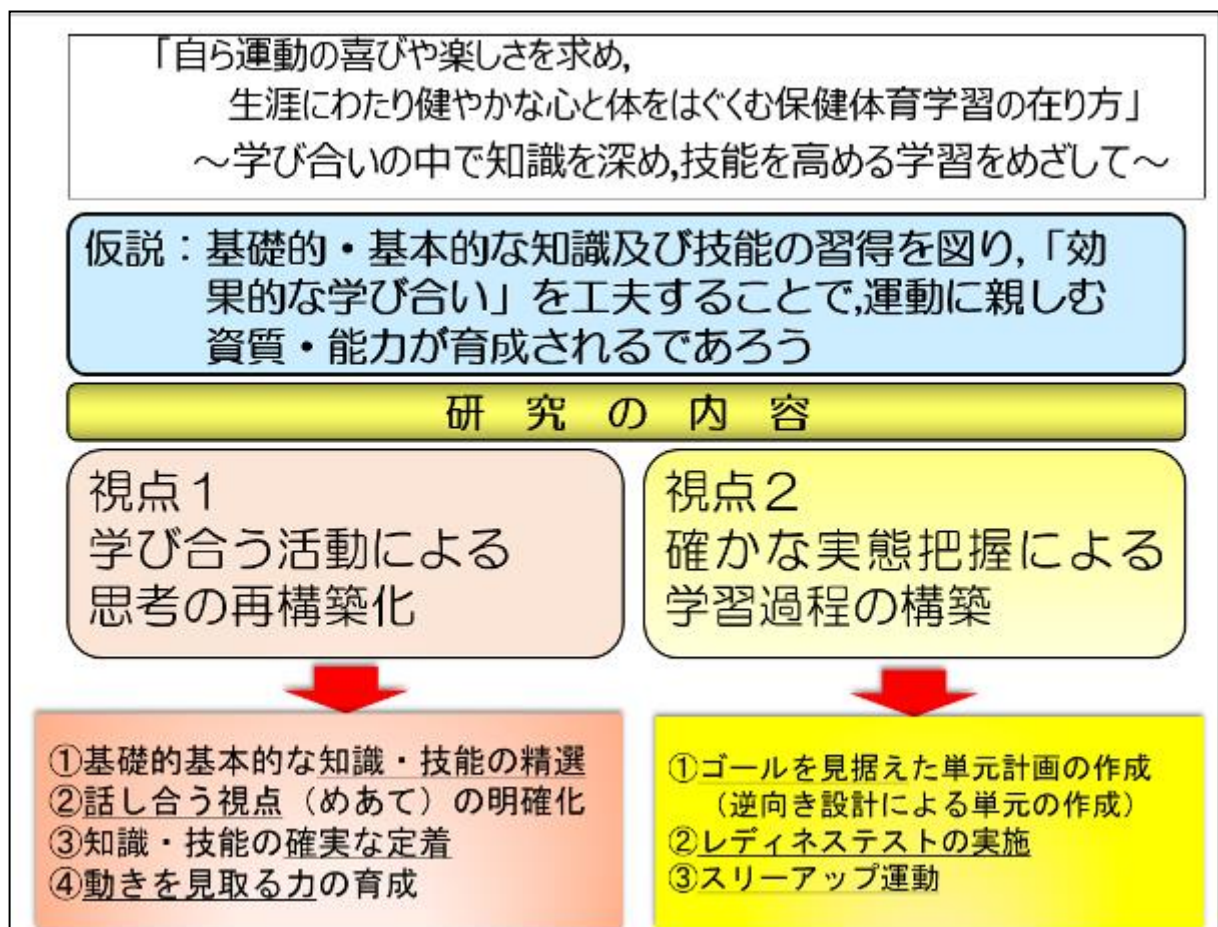 「自ら運動の喜びや楽しさを求め,
生涯にわたり健やかな心と体をはぐくむ保健体育学習の在り方」
～学び合いの中で知識を深め,技能を高める学習をめざして～
仮説：基礎的・基本的な知識及び技能の習得を図り,「効
果的な学び合い」を工夫することで,運動に親しむ
資質・能力が育成されるであろう
研 究 の 内 容
視点１
学び合う活動による
思考の再構築化
視点２
確かな実態把握による
学習過程の構築
①基礎的基本的な知識・技能の精選
②話し合う視点（めあて）の明確化
③知識・技能の確実な定着
④動きを見取る力の育成
①ゴールを見据えた単元計画の作成
（逆向き設計による単元の作成）
②レディネステストの実施
③スリーアップ運動